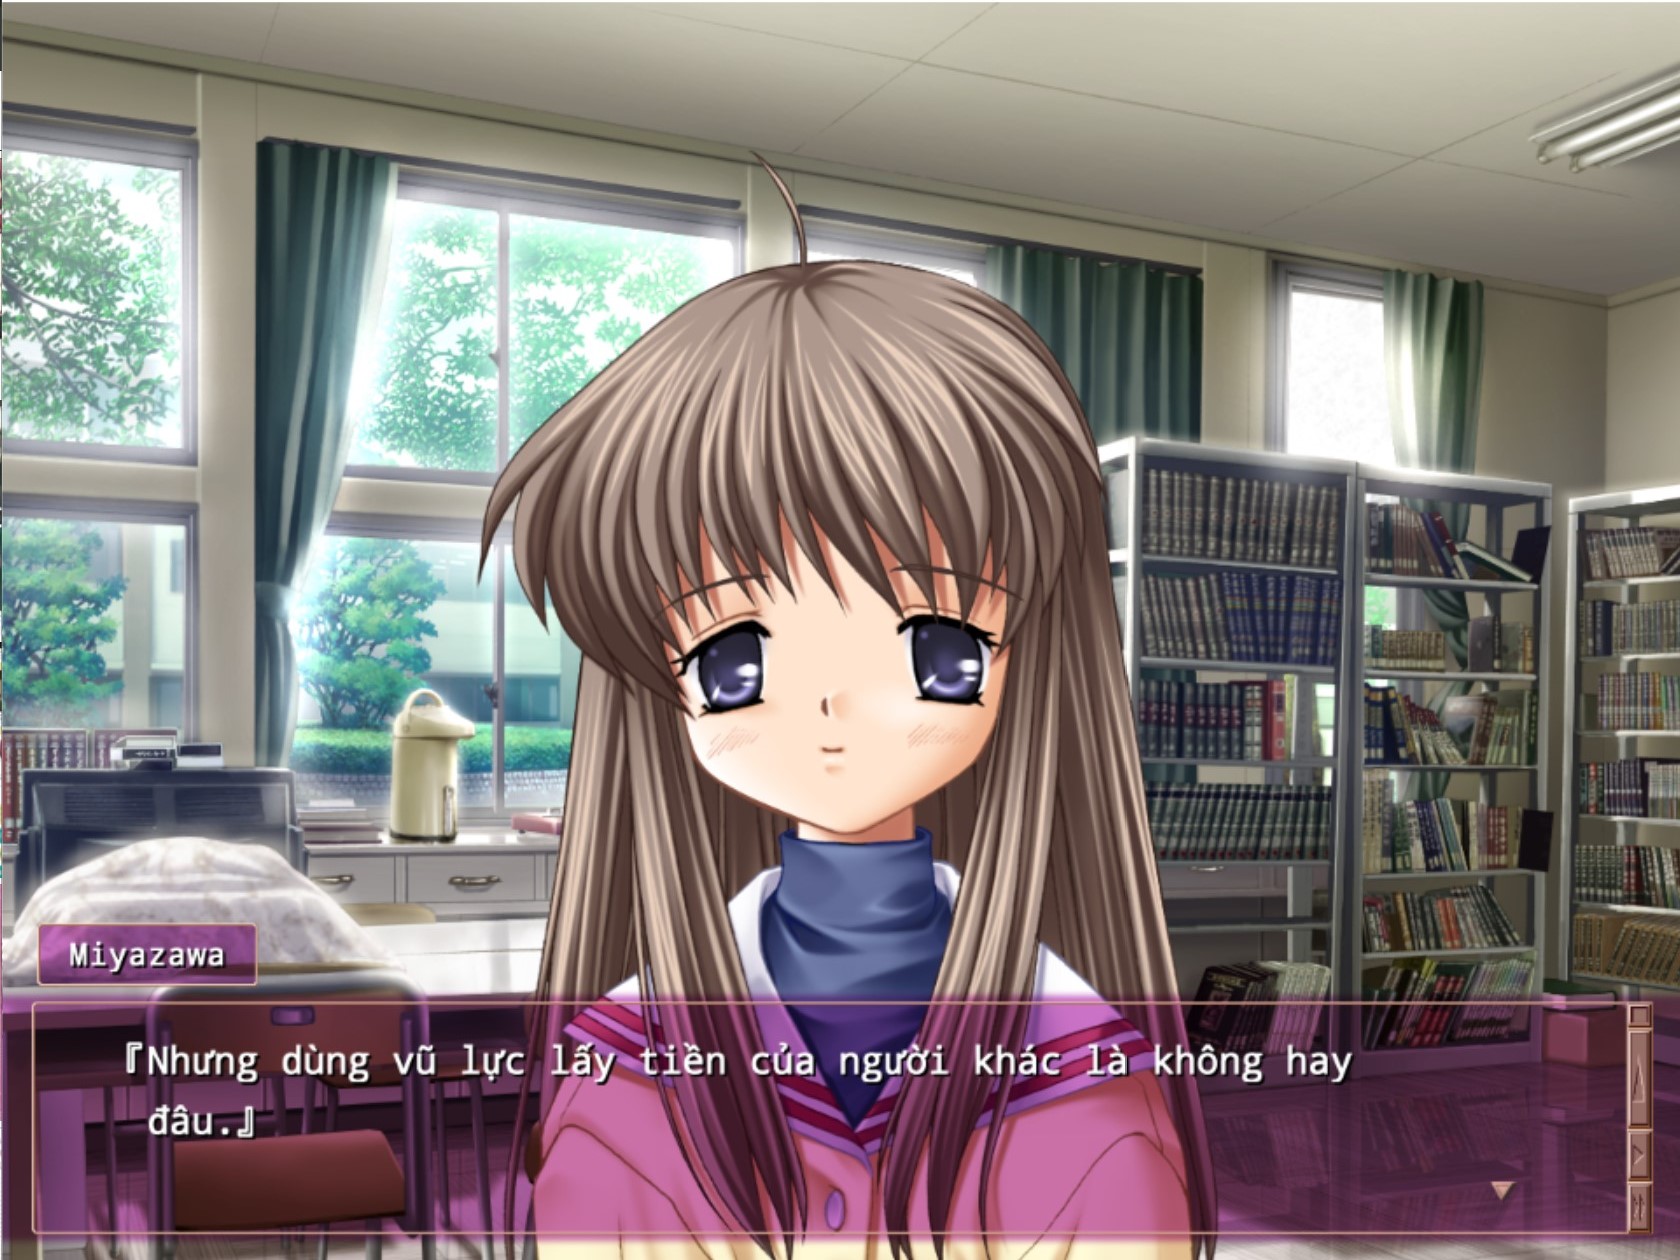 Miyazawa
『Nhưng dùng vũ lực lấy tiền của người khác là không hay
đâu.』